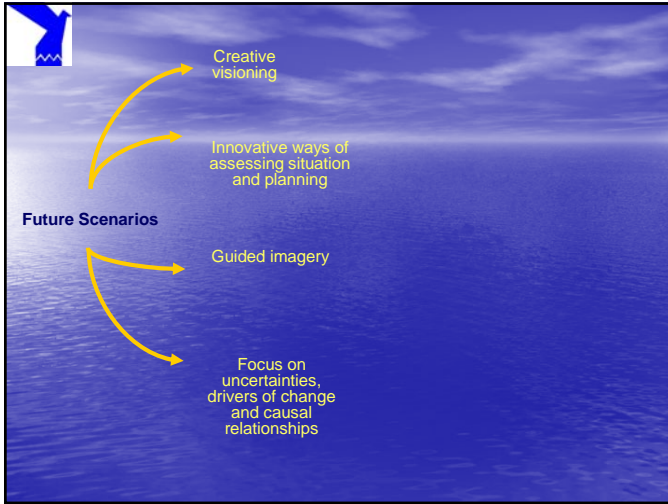 Creative
visioning
Innovative ways of
assessing situation
and planning
Future Scenarios
Guided imagery
Focus on
uncertainties,
drivers of change
and causal
relationships